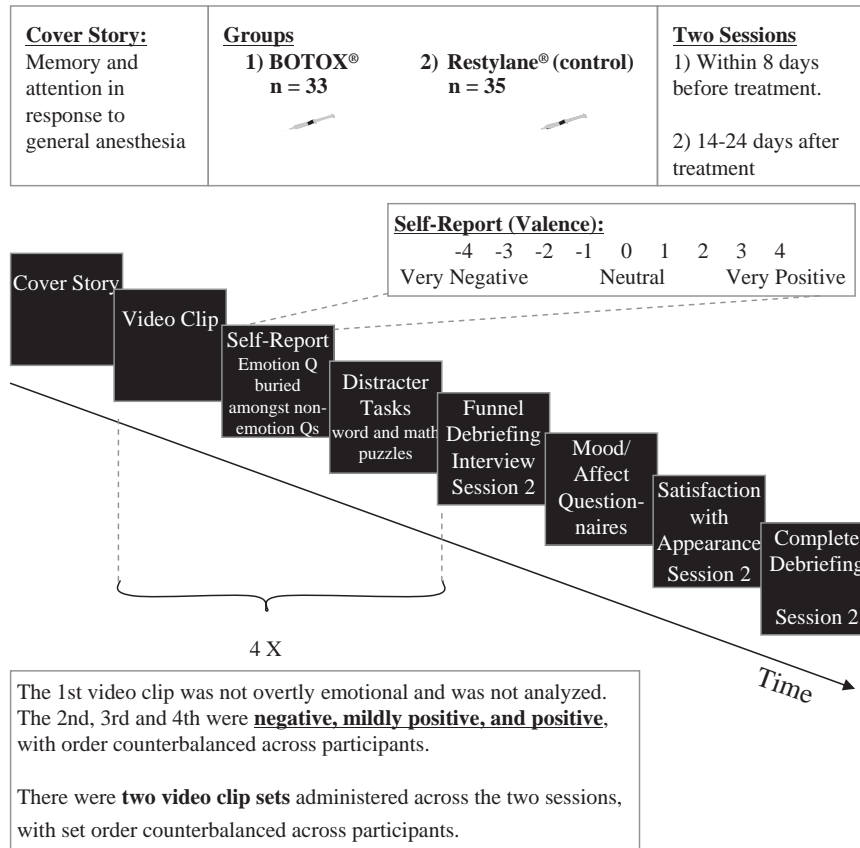 Cover Story:
Memory and
attention in
response to
general anesthesia
Groups
1) BOTOX®
n = 33
2) Restylane® (control)
n = 35
Two Sessions
1) Within 8 days
before treatment.
2) 14-24 days after
treatment
Self-Report (Valence):
-4 -3 -2 -1 0 1 2 3 4
Very Negative Neutral Very Positive
Cover Story
Video Clip
Self-Report
Emotion Q
buried
amongst non-
emotion Qs
Distracter
Tasks
word and math
puzzles
Funnel
Debriefing
Interview
Session 2
Mood/
Affect
Question-
naires
Satisfaction
with
Appearance
Session 2
Complete
Debriefing
Session 2
4 X
Time
The 1st video clip was not overtly emotional and was not analyzed.
The 2nd, 3rd and 4th were negative, mildly positive, and positive,
with order counterbalanced across participants.
There were two video clip sets administered across the two sessions,
with set order counterbalanced across participants.